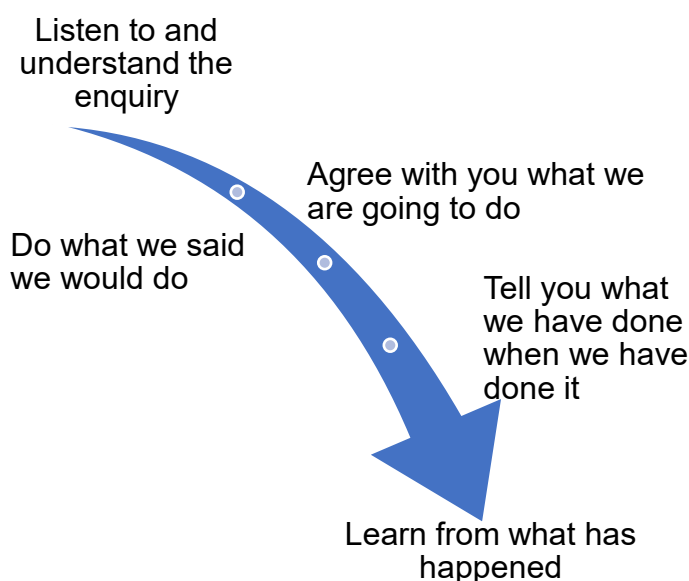 Listen to and
understand the
enquiry
Agree with you what we
are going to do
Do what we said
we would do
Tell you what
we have done
when we have
done it
Learn from what has
happened